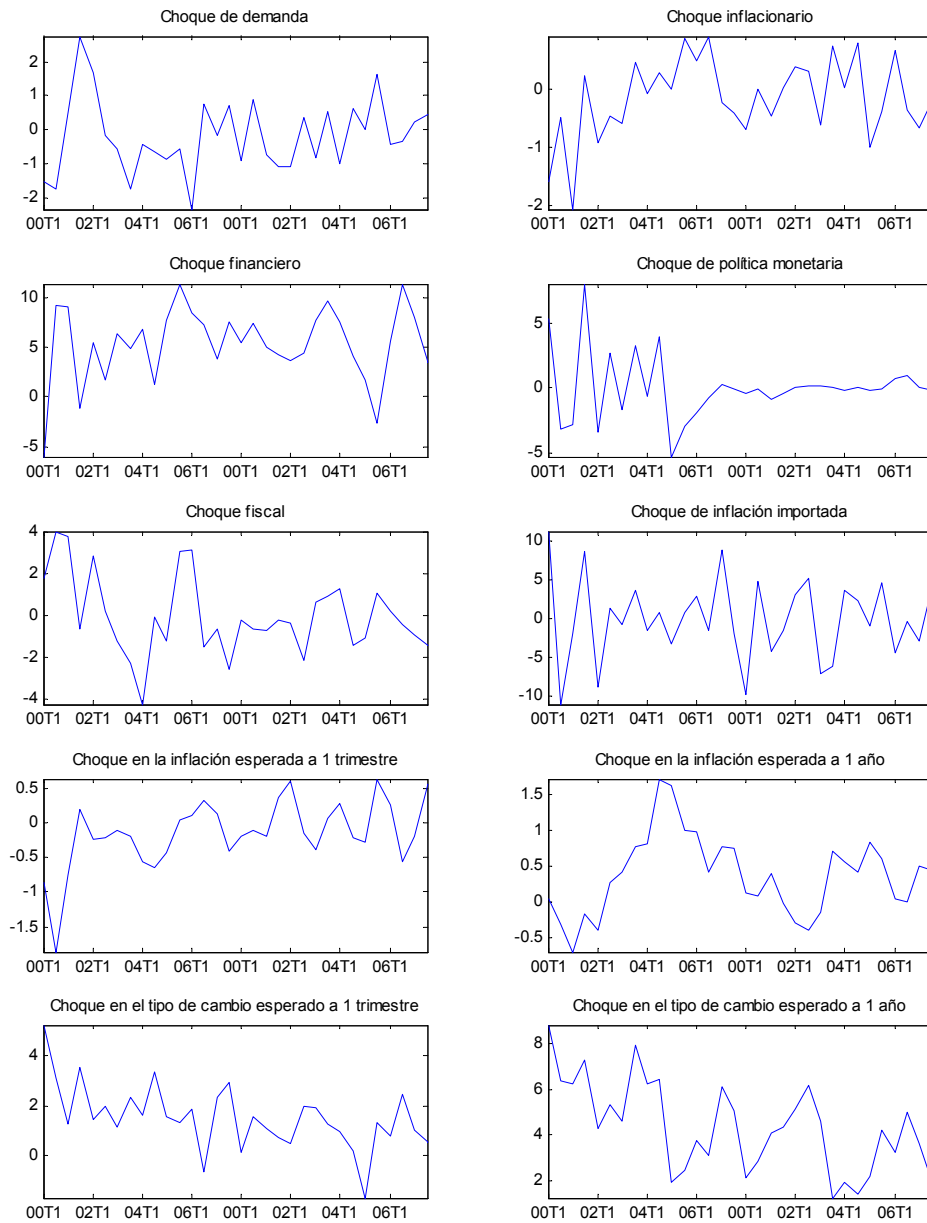 Choque de demanda
2
1
0
-1
-2
00T1 02T1 04T1 06T1 00T1 02T1 04T1 06T1
Choque inflacionario
0
-1
-2
00T1 02T1 04T1 06T1 00T1 02T1 04T1 06T1
Choque financiero
10
5
0
-5
00T1 02T1 04T1 06T1 00T1 02T1 04T1 06T1
Choque de política monetaria
5
0
-5
00T1 02T1 04T1 06T1 00T1 02T1 04T1 06T1
Choque fiscal
4
2
0
-2
-4
00T1 02T1 04T1 06T1 00T1 02T1 04T1 06T1
Choque de inflación importada
10
5
0
-5
-10
00T1 02T1 04T1 06T1 00T1 02T1 04T1 06T1
Choque en la inflación esperada a 1 trimestre
0.5
0
-0.5
-1
-1.5
00T1 02T1 04T1 06T1 00T1 02T1 04T1 06T1
Choque en la inflación esperada a 1 año
1.5
1
0.5
0
-0.5
00T1 02T1 04T1 06T1 00T1 02T1 04T1 06T1
Choque en el tipo de cambio esperado a 1 trimestre
4
2
0
00T1 02T1 04T1 06T1 00T1 02T1 04T1 06T1
Choque en el tipo de cambio esperado a 1 año
8
6
4
2
00T1 02T1 04T1 06T1 00T1 02T1 04T1 06T1